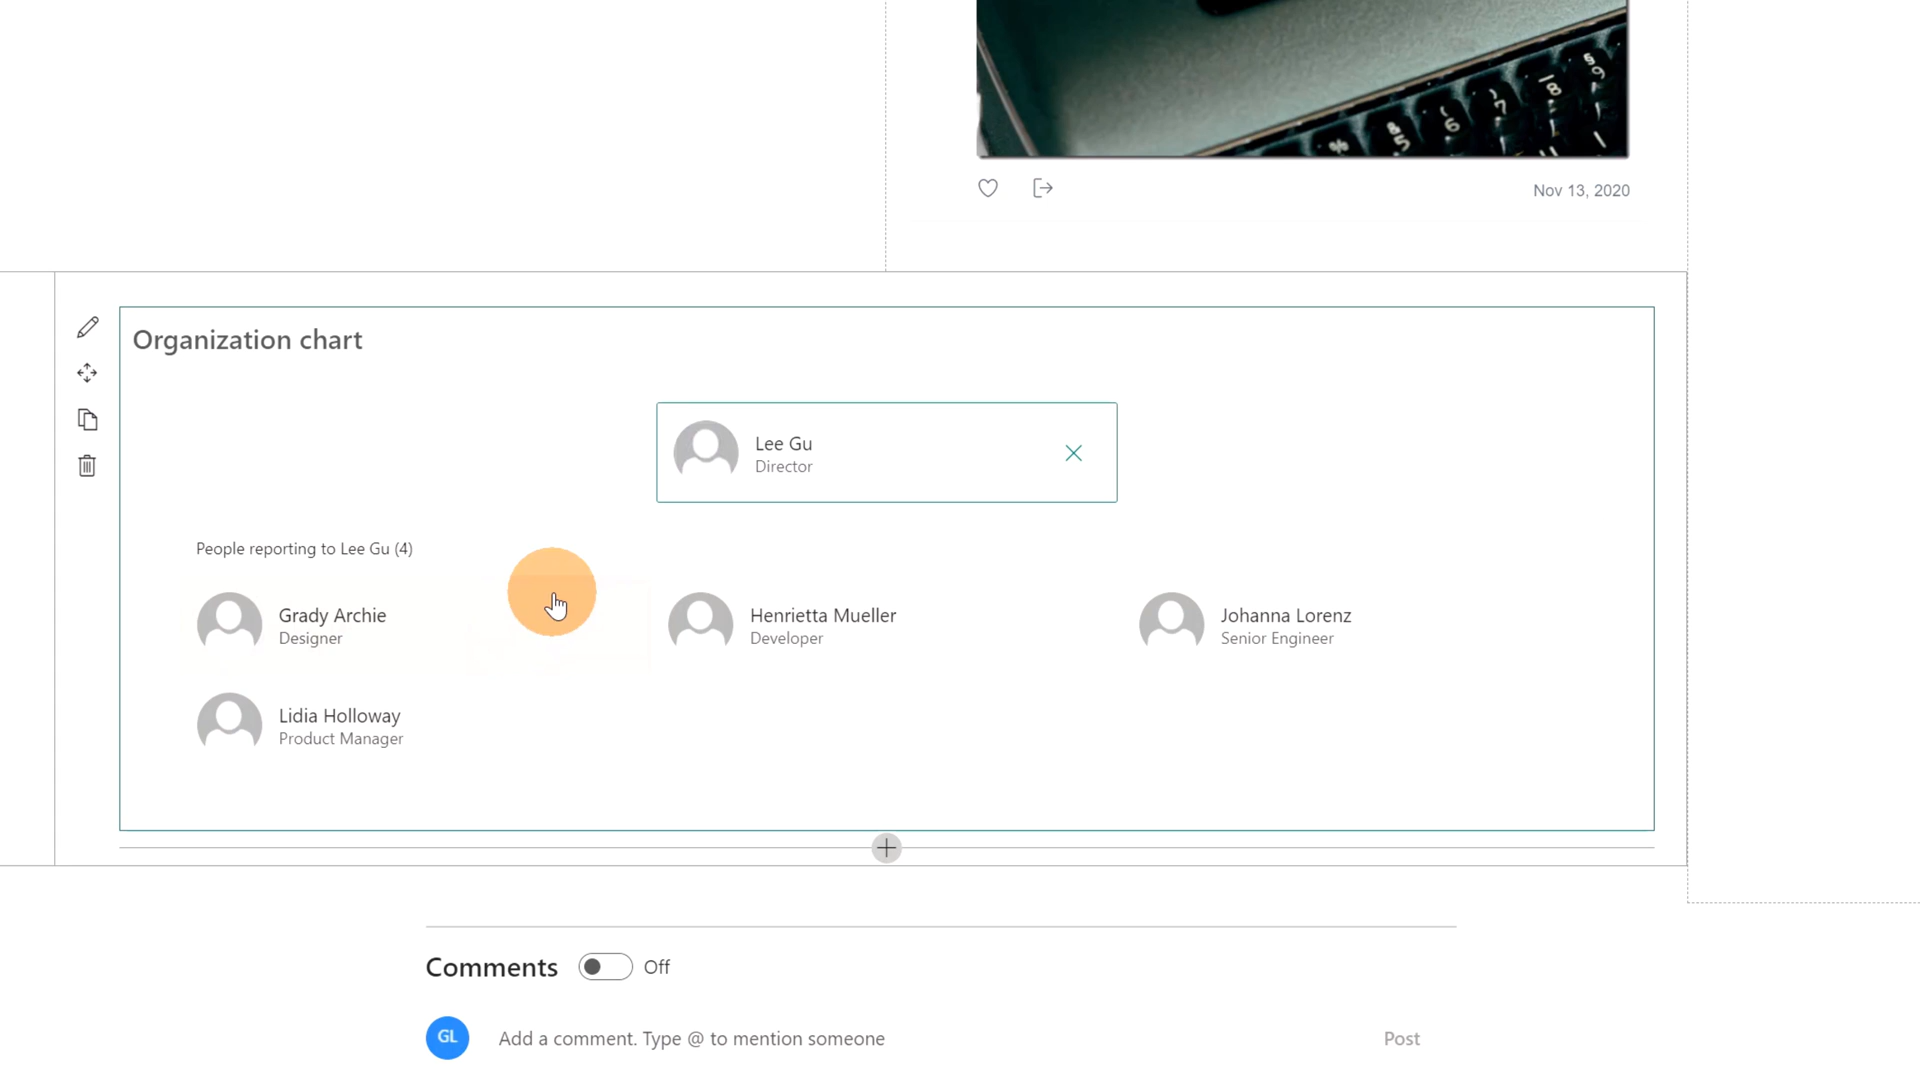 Nov 13, 2020
Organization chart
Lee Gu
Director
People reporting to Lee Gu (4)
Grady Archie
Designer
Henrietta Mueller
Developer
Johanna Lorenz
Senior Engineer
Lidia Holloway
Product Manager
Comments Off
GL Add a comment. Type @ to mention someone Post